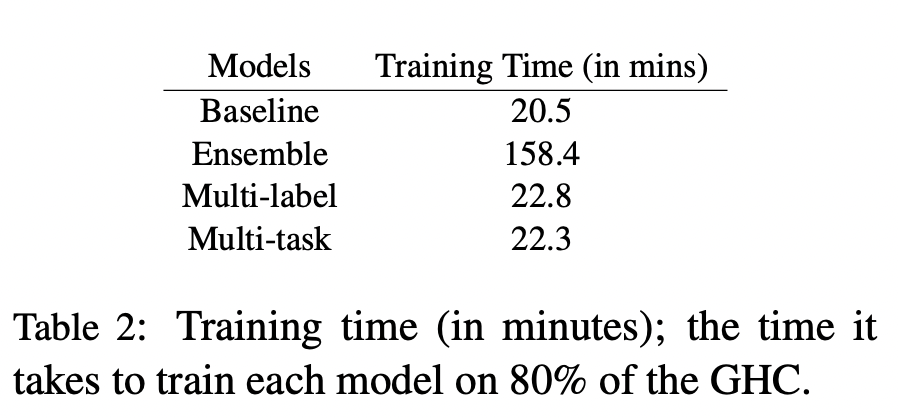 Models Training Time (in mins)
Baseline 20.5
Ensemble 158.4
Multi-label 22.8
Multi-task 22.3
Table 2: Training time (in minutes); the time it
takes to train each model on 80% of the GHC.